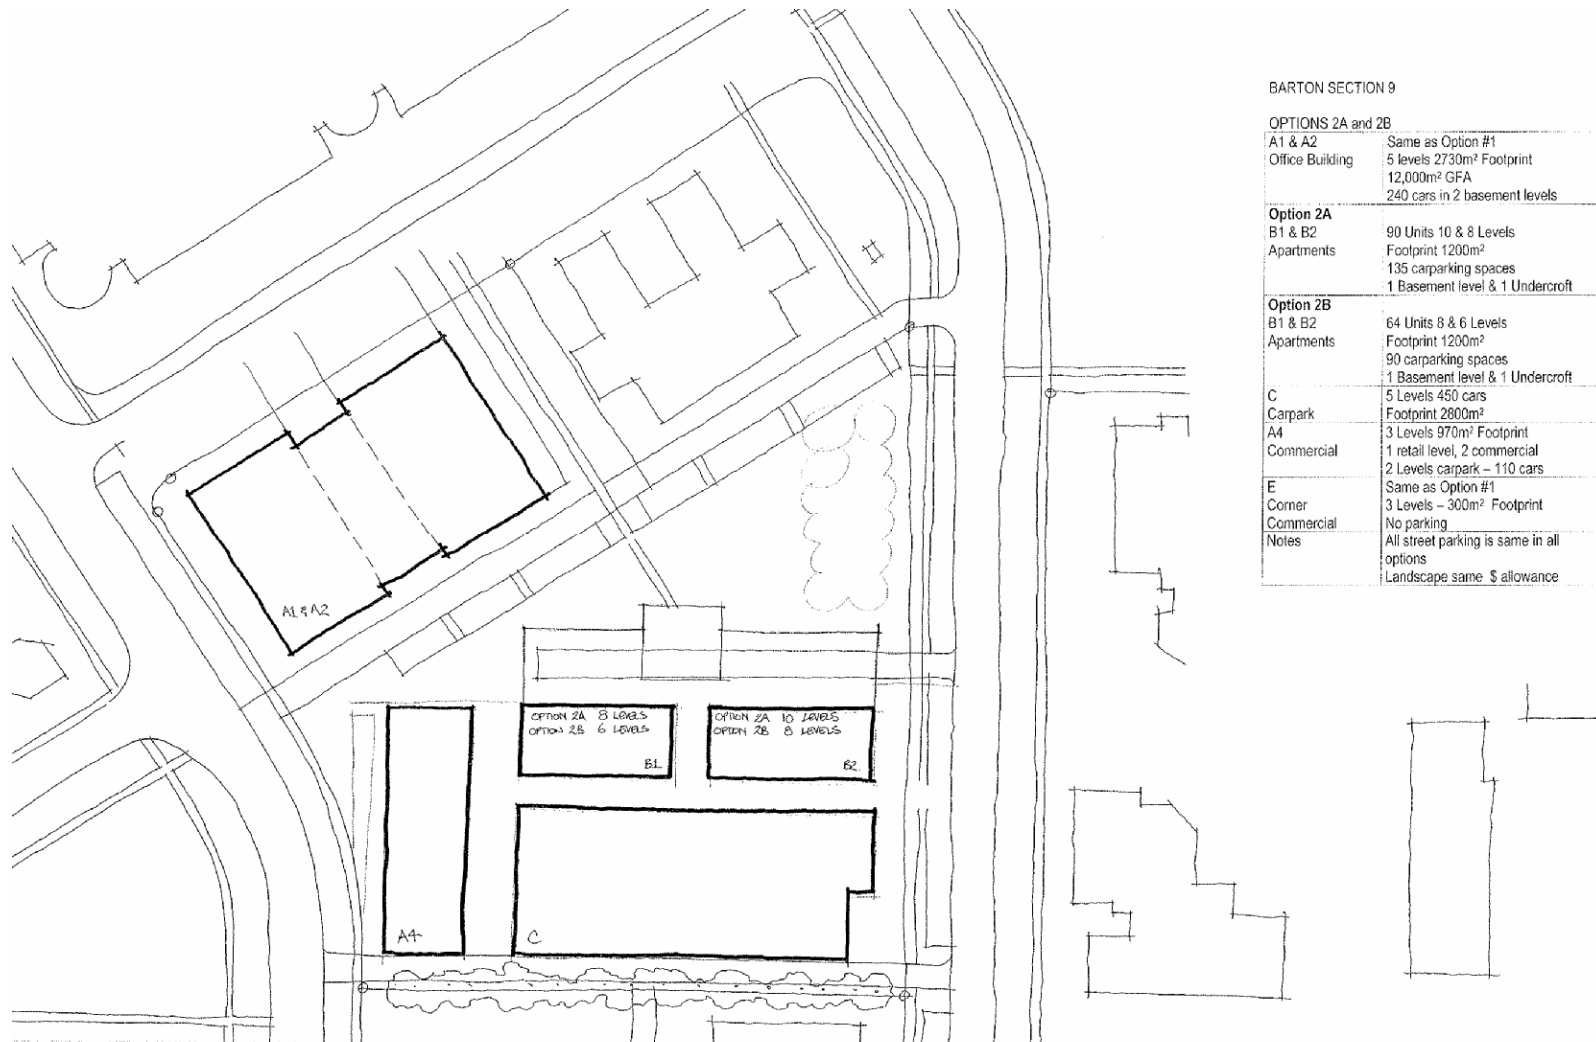 BARTON SECTION 9
OPTIONS 2A and 2B
A1 & A2 Same as Option #1
Office Building 5 levels 2730m² Footprint
12,000m² GFA
240 cars in 2 basement levels
Option 2A
B1 & B2 90 Units 10 & 8 Levels
Apartments Footprint 1200m²
135 carparking spaces
1 Basement level & 1 Undercroft
Option 2B
B1 & B2 64 Units 8 & 6 Levels
Apartments Footprint 1200m²
90 carparking spaces
1 Basement level & 1 Undercroft
C 5 Levels 450 cars
Carpark Footprint 2800m²
A4 3 Levels 970m² Footprint
Commercial 1 retail level, 2 commercial
2 Levels carpark – 110 cars
E Same as Option #1
Corner 3 Levels – 300m² Footprint
Commercial No parking
Notes All street parking is same in all
options
Landscape same $ allowance
A1 & A2
OPTION 2A 8 LEVELS
OPTION 2B 6 LEVELS
B1
OPTION 2A 10 LEVELS
OPTION 2B 8 LEVELS
B2
A4
C